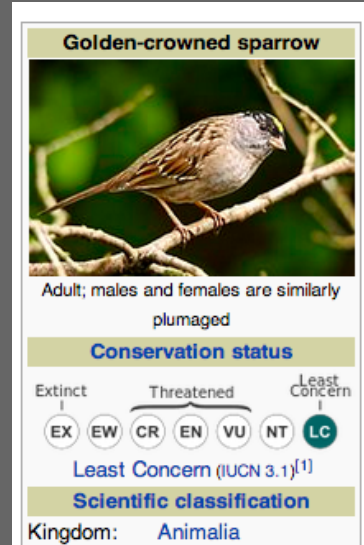 Golden-crowned sparrow
Adult; males and females are similarly
plumaged
Conservation status
Extinct Threatened Least
Concern
EX EW CR EN VU NT LC
Least Concern (IUCN 3.1)[1]
Scientific classification
Kingdom: Animalia